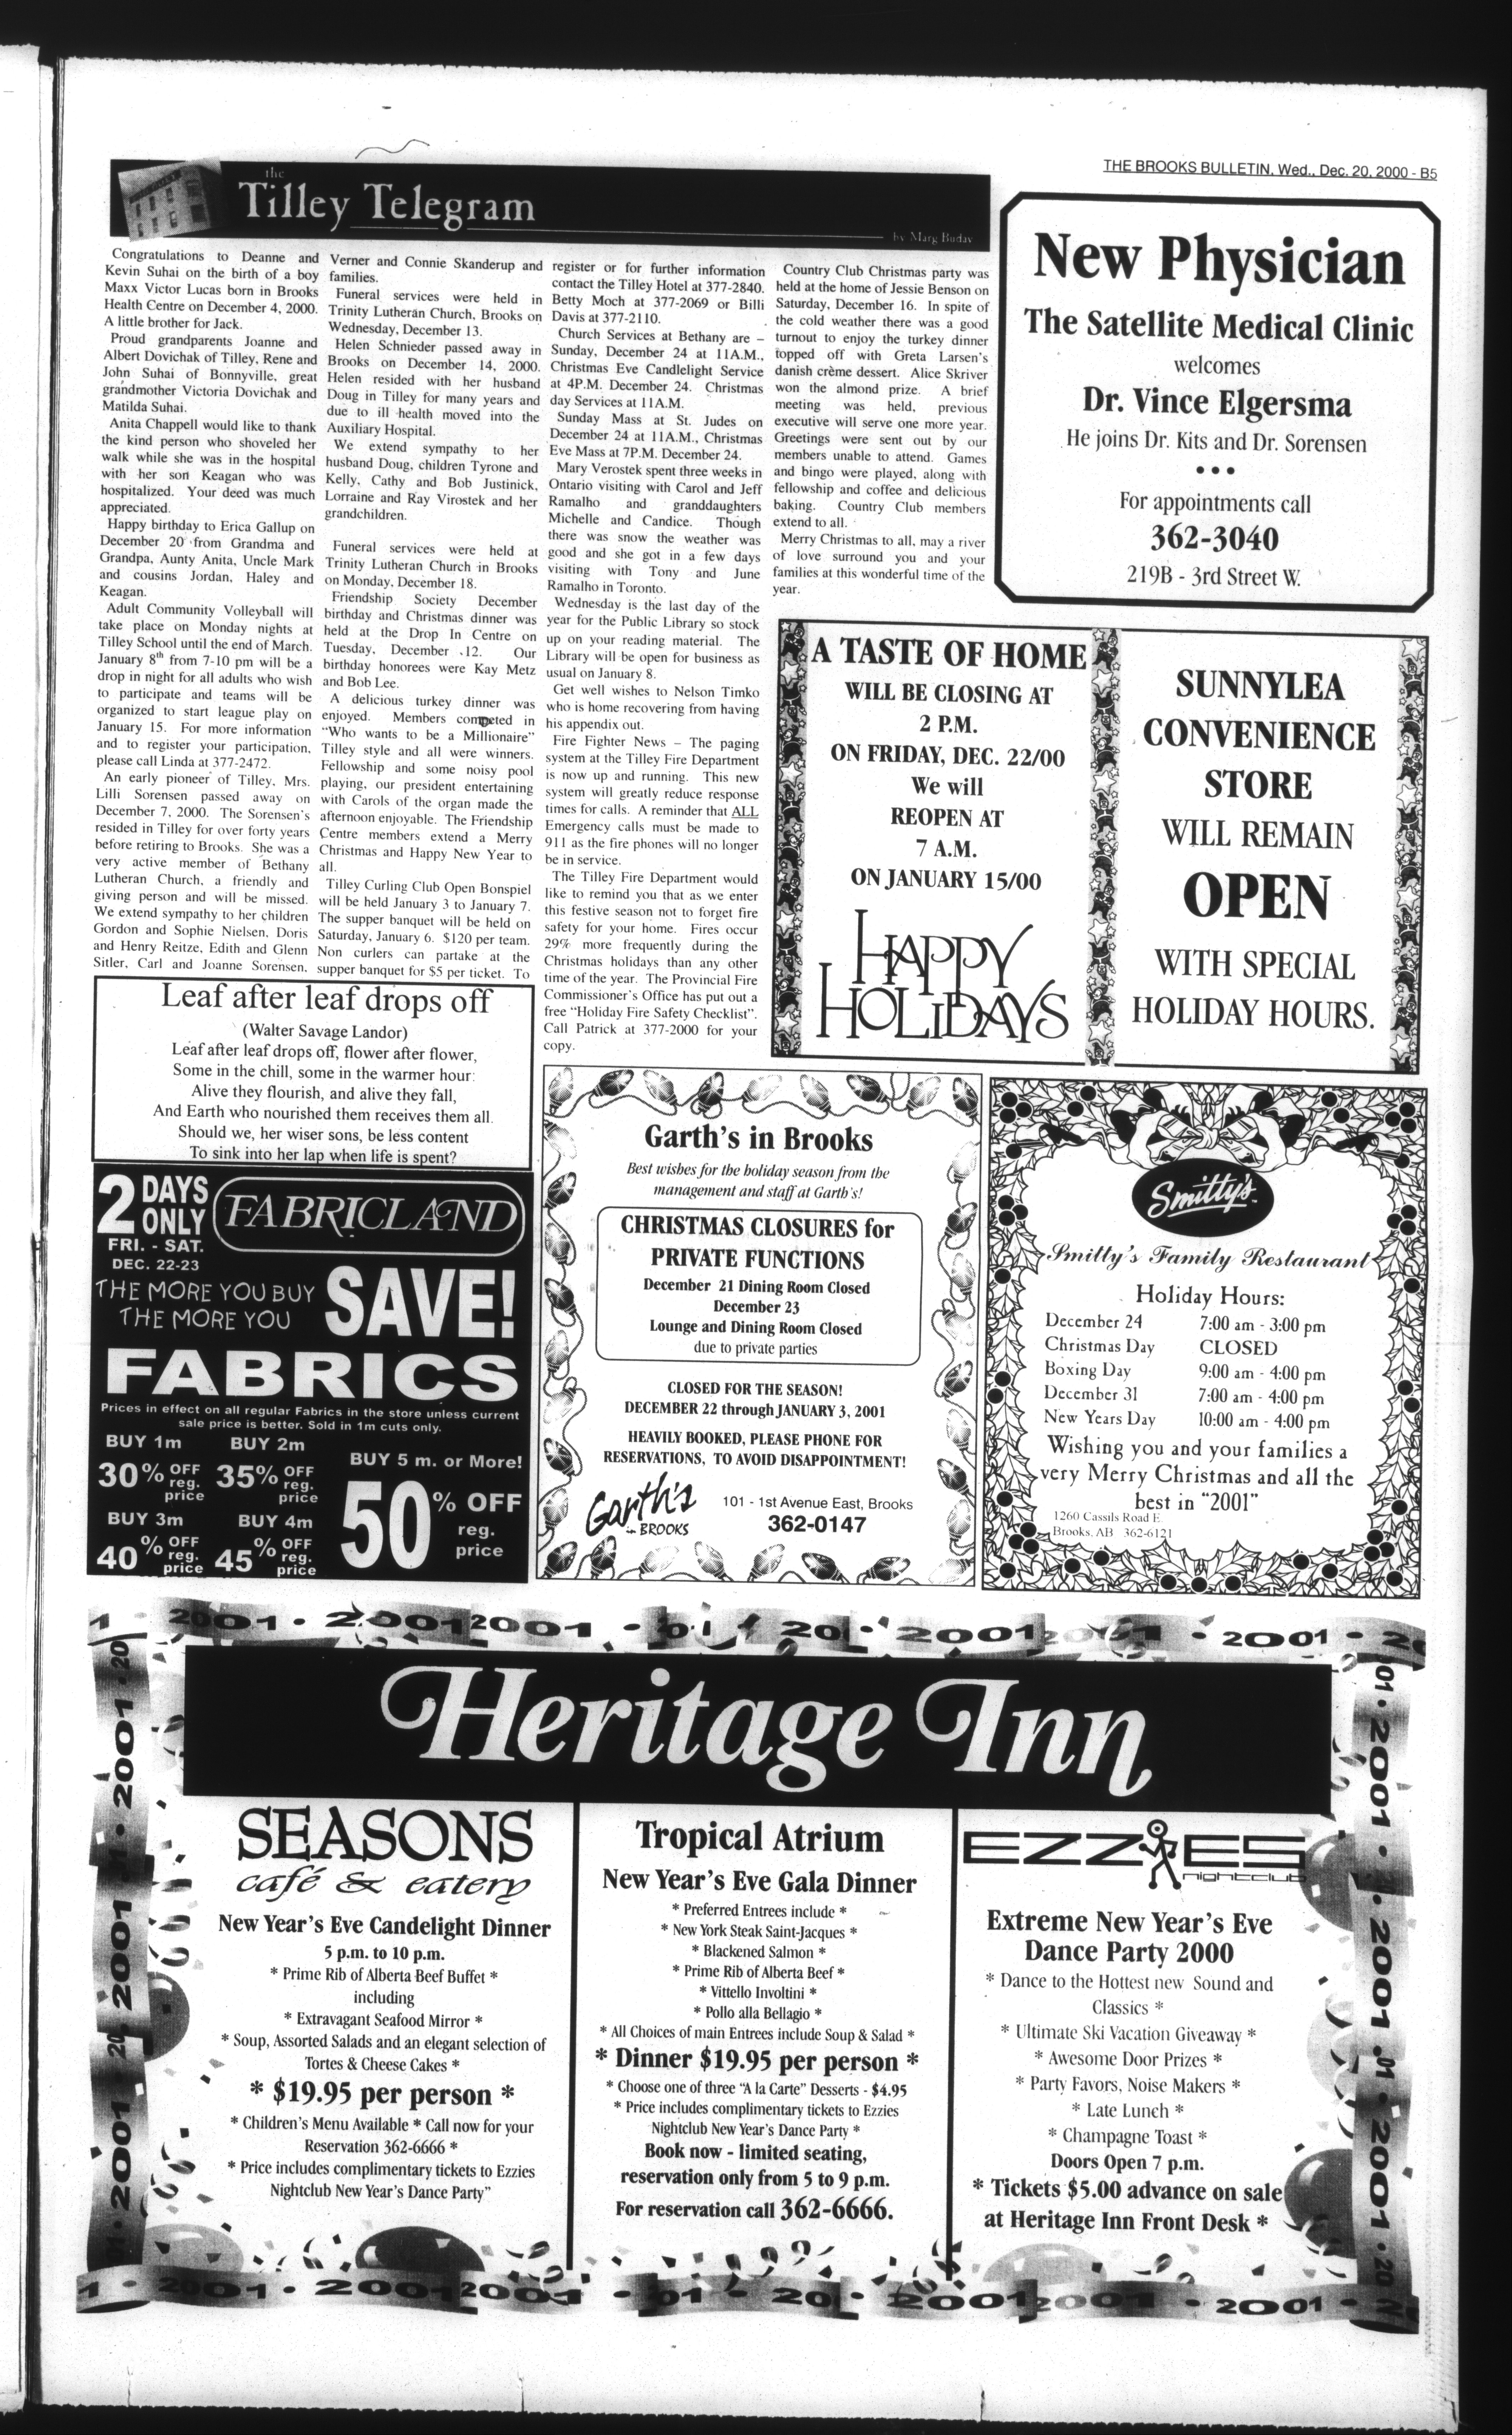 THE BROOKS BULLETIN, Wed., Dec. 20, 2000 - B5
the
Tilley Telegram
by Marg Buday
Congratulations to Deanne and
Kevin Suhai on the birth of a boy
Maxx Victor Lucas born in Brooks
Health Centre on December 4, 2000.
A little brother for Jack.
Proud grandparents Joanne and
Albert Dovichak of Tilley, Rene and
John Suhai of Bonnyville, great
grandmother Victoria Dovichak and
Matilda Suhai.
Anita Chappell would like to thank
the kind person who shoveled her
walk while she was in the hospital
with her son Keagan who was
hospitalized. Your deed was much
appreciated.
Happy birthday to Erica Gallup on
December 20 from Grandma and
Grandpa, Aunty Anita, Uncle Mark
and cousins Jordan, Haley and
Keagan.
Adult Community Volleyball will
take place on Monday nights at
Tilley School until the end of March.
January 8th from 7-10 pm will be a
drop in night for all adults who wish
to participate and teams will be
organized to start league play on
January 15. For more information
and to register your participation,
please call Linda at 377-2472.
An early pioneer of Tilley, Mrs.
Lilli Sorensen passed away on
December 7, 2000. The Sorensen's
resided in Tilley for over forty years
before retiring to Brooks. She was a
very active member of Bethany
Lutheran Church, a friendly and
giving person and will be missed.
We extend sympathy to her children
Gordon and Sophie Nielsen, Doris
and Henry Reitze, Edith and Glenn
Sitler, Carl and Joanne Sorensen,
Verner and Connie Skanderup and
families.
Funeral services were held in
Trinity Lutheran Church, Brooks on
Wednesday, December 13.
Helen Schnieder passed away in
Brooks on December 14, 2000.
Helen resided with her husband
Doug in Tilley for many years and
due to ill health moved into the
Auxiliary Hospital.
We extend sympathy to her
husband Doug, children Tyrone and
Kelly, Cathy and Bob Justinick,
Lorraine and Ray Virostek and her
grandchildren.
Funeral services were held at
Trinity Lutheran Church in Brooks
on Monday, December 18.
Friendship Society December
birthday and Christmas dinner was
held at the Drop In Centre on
Tuesday, December 12. Our
birthday honorees were Kay Metz
and Bob Lee.
A delicious turkey dinner was
enjoyed. Members competed in
"Who wants to be a Millionaire"
Tilley style and all were winners.
Fellowship and some noisy pool
playing, our president entertaining
with Carols of the organ made the
afternoon enjoyable. The Friendship
Centre members extend a Merry
Christmas and Happy New Year to
all.
Tilley Curling Club Open Bonspiel
will be held January 3 to January 7.
The supper banquet will be held on
Saturday, January 6. $120 per team.
Non curlers can partake at the
supper banquet for $5 per ticket. To
register or for further information
contact the Tilley Hotel at 377-2840.
Betty Moch at 377-2069 or Billi
Davis at 377-2110.
Church Services at Bethany are –
Sunday, December 24 at 11A.M.,
Christmas Eve Candlelight Service
at 4P.M. December 24. Christmas
day Services at 11A.M.
Sunday Mass at St. Judes on
December 24 at 11A.M., Christmas
Eve Mass at 7P.M. December 24.
Mary Verostek spent three weeks in
Ontario visiting with Carol and Jeff
Ramalho and granddaughters
Michelle and Candice. Though
there was snow the weather was
good and she got in a few days
visiting with Tony and June
Ramalho in Toronto.
Wednesday is the last day of the
year for the Public Library so stock
up on your reading material. The
Library will be open for business as
usual on January 8.
Get well wishes to Nelson Timko
who is home recovering from having
his appendix out.
Fire Fighter News – The paging
system at the Tilley Fire Department
is now up and running. This new
system will greatly reduce response
times for calls. A reminder that ALL
Emergency calls must be made to
911 as the fire phones will no longer
be in service.
The Tilley Fire Department would
like to remind you that as we enter
this festive season not to forget fire
safety for your home. Fires occur
29% more frequently during the
Christmas holidays than any other
time of the year. The Provincial Fire
Commissioner's Office has put out a
free "Holiday Fire Safety Checklist".
Call Patrick at 377-2000 for your
copy.
Country Club Christmas party was
held at the home of Jessie Benson on
Saturday, December 16. In spite of
the cold weather there was a good
turnout to enjoy the turkey dinner
topped off with Greta Larsen's
danish crème dessert. Alice Skriver
won the almond prize. A brief
meeting was held, previous
executive will serve one more year.
Greetings were sent out by our
members unable to attend. Games
and bingo were played, along with
fellowship and coffee and delicious
baking. Country Club members
extend to all.
Merry Christmas to all, may a river
of love surround you and your
families at this wonderful time of the
year.
New Physician
The Satellite Medical Clinic
welcomes
Dr. Vince Elgersma
He joins Dr. Kits and Dr. Sorensen
• • •
For appointments call
362-3040
219B - 3rd Street W.
A TASTE OF HOME
WILL BE CLOSING AT
2 P.M.
ON FRIDAY, DEC. 22/00
We will
REOPEN AT
7 A.M.
ON JANUARY 15/00
HAPPY
HOLIDAYS
SUNNYLEA
CONVENIENCE
STORE
WILL REMAIN
OPEN
WITH SPECIAL
HOLIDAY HOURS.
Leaf after leaf drops off
(Walter Savage Landor)
Leaf after leaf drops off, flower after flower,
Some in the chill, some in the warmer hour:
Alive they flourish, and alive they fall,
And Earth who nourished them receives them all.
Should we, her wiser sons, be less content
To sink into her lap when life is spent?
2 DAYS ONLY
FRI. - SAT.
DEC. 22-23
FABRICLAND
THE MORE YOU BUY
THE MORE YOU
SAVE!
FABRICS
Prices in effect on all regular Fabrics in the store unless current
sale price is better. Sold in 1m cuts only.
BUY 1m
30% OFF reg. price
BUY 2m
35% OFF reg. price
BUY 3m
40% OFF reg. price
BUY 4m
45% OFF reg. price
BUY 5 m. or More!
50% OFF
reg.
price
Garth's in Brooks
Best wishes for the holiday season from the
management and staff at Garth's!
CHRISTMAS CLOSURES for
PRIVATE FUNCTIONS
December 21 Dining Room Closed
December 23
Lounge and Dining Room Closed
due to private parties
CLOSED FOR THE SEASON!
DECEMBER 22 through JANUARY 3, 2001
HEAVILY BOOKED, PLEASE PHONE FOR
RESERVATIONS, TO AVOID DISAPPOINTMENT!
Garth's
in BROOKS
101 - 1st Avenue East, Brooks
362-0147
Smitty's
Smitty's Family Restaurant
Holiday Hours:
December 24 7:00 am - 3:00 pm
Christmas Day CLOSED
Boxing Day 9:00 am - 4:00 pm
December 31 7:00 am - 4:00 pm
New Years Day 10:00 am - 4:00 pm
Wishing you and your families a
very Merry Christmas and all the
best in "2001"
1260 Cassils Road E.
Brooks, AB 362-6121
Heritage Inn
SEASONS
café & eatery
New Year's Eve Candelight Dinner
5 p.m. to 10 p.m.
* Prime Rib of Alberta Beef Buffet *
including
* Extravagant Seafood Mirror *
* Soup, Assorted Salads and an elegant selection of
Tortes & Cheese Cakes *
* $19.95 per person *
* Children's Menu Available * Call now for your
Reservation 362-6666 *
* Price includes complimentary tickets to Ezzies
Nightclub New Year's Dance Party"
Tropical Atrium
New Year's Eve Gala Dinner
* Preferred Entrees include *
* New York Steak Saint-Jacques *
* Blackened Salmon *
* Prime Rib of Alberta Beef *
* Vittello Involtini *
* Pollo alla Bellagio *
* All Choices of main Entrees include Soup & Salad *
* Dinner $19.95 per person *
* Choose one of three "A la Carte" Desserts - $4.95
* Price includes complimentary tickets to Ezzies
Nightclub New Year's Dance Party *
Book now - limited seating,
reservation only from 5 to 9 p.m.
For reservation call 362-6666.
EZZIES
nightclub
Extreme New Year's Eve
Dance Party 2000
* Dance to the Hottest new Sound and
Classics *
* Ultimate Ski Vacation Giveaway *
* Awesome Door Prizes *
* Party Favors, Noise Makers *
* Late Lunch *
* Champagne Toast *
Doors Open 7 p.m.
* Tickets $5.00 advance on sale
at Heritage Inn Front Desk *